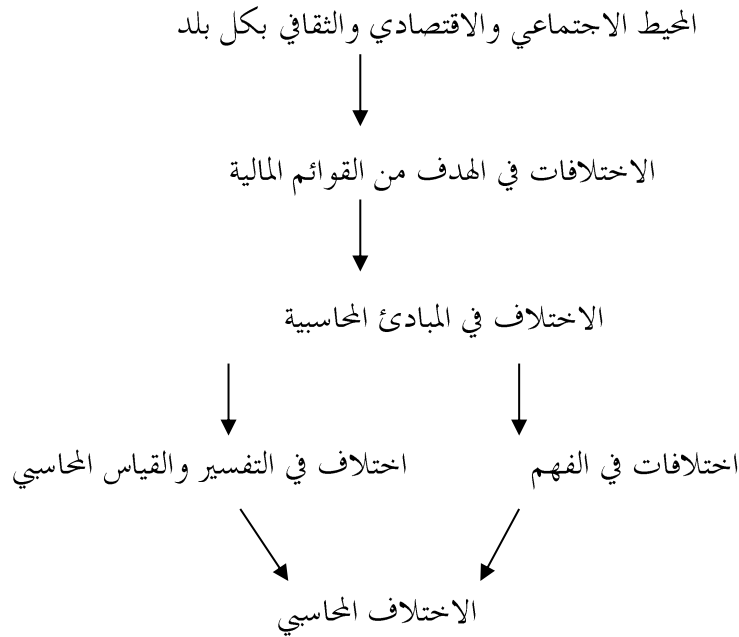 المحيط الاجتماعي والاقتصادي والثقافي بكل بلد
الاختلافات في الهدف من القوائم المالية
الاختلاف في المبادئ المحاسبية
اختلافات في الفهم
اختلاف في التفسير والقياس المحاسبي
الاختلاف المحاسبي